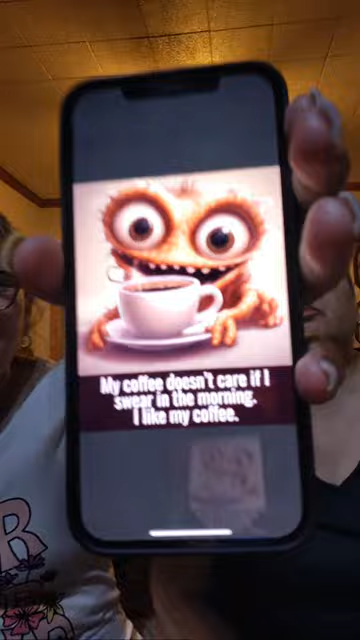 My coffee doesn't care if I
swear in the morning.
I like my coffee.
R